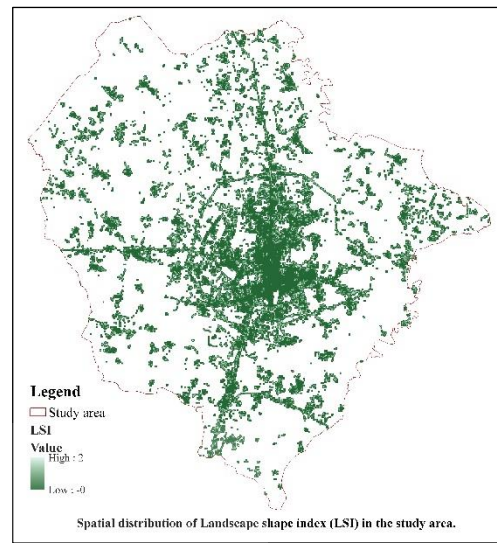 Legend
Study area
LSI
Value
High : 2
Low : -0
Spatial distribution of Landscape shape index (LSI) in the study area.